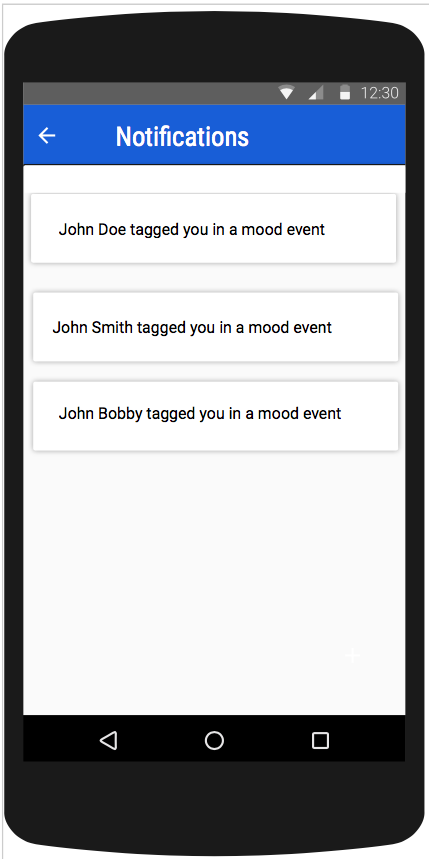 12:30
Notifications
John Doe tagged you in a mood event
John Smith tagged you in a mood event
John Bobby tagged you in a mood event